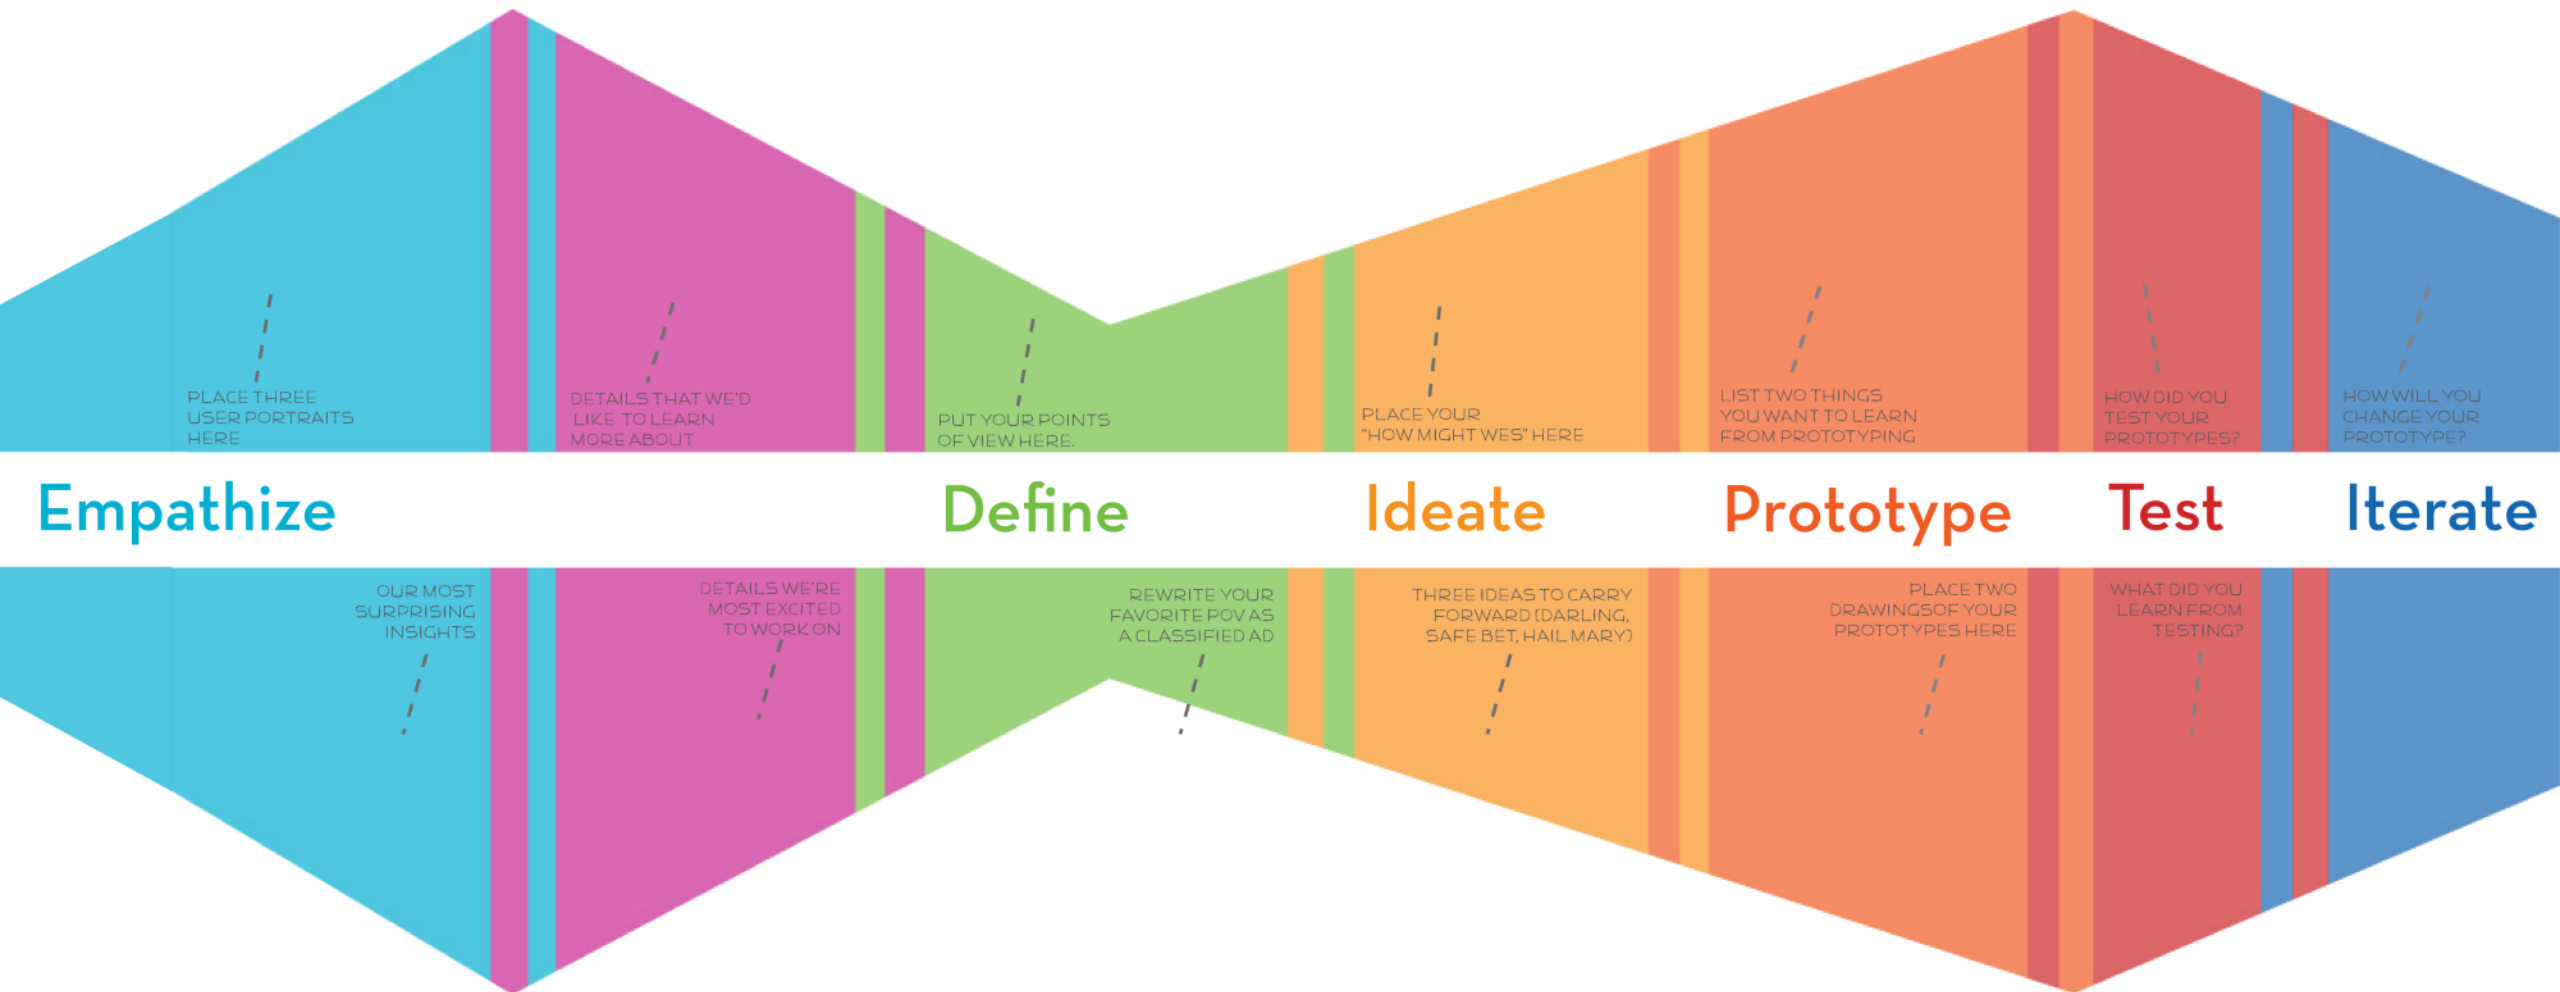 PLACE THREE
USER PORTRAITS
HERE
DETAILS THAT WE'D
LIKE TO LEARN
MORE ABOUT
PUT YOUR POINTS
OF VIEW HERE.
PLACE YOUR
"HOW MIGHT WES" HERE
LIST TWO THINGS
YOU WANT TO LEARN
FROM PROTOTYPING
HOW DID YOU
TEST YOUR
PROTOTYPES?
HOW WILL YOU
CHANGE YOUR
PROTOTYPE?
Empathize
Define
Ideate
Prototype
Test
Iterate
OUR MOST
SURPRISING
INSIGHTS
DETAILS WE'RE
MOST EXCITED
TO WORK ON
REWRITE YOUR
FAVORITE POV AS
A CLASSIFIED AD
THREE IDEAS TO CARRY
FORWARD (DARLING,
SAFE BET, HAIL MARY)
PLACE TWO
DRAWINGSOF YOUR
PROTOTYPES HERE
WHAT DID YOU
LEARN FROM
TESTING?